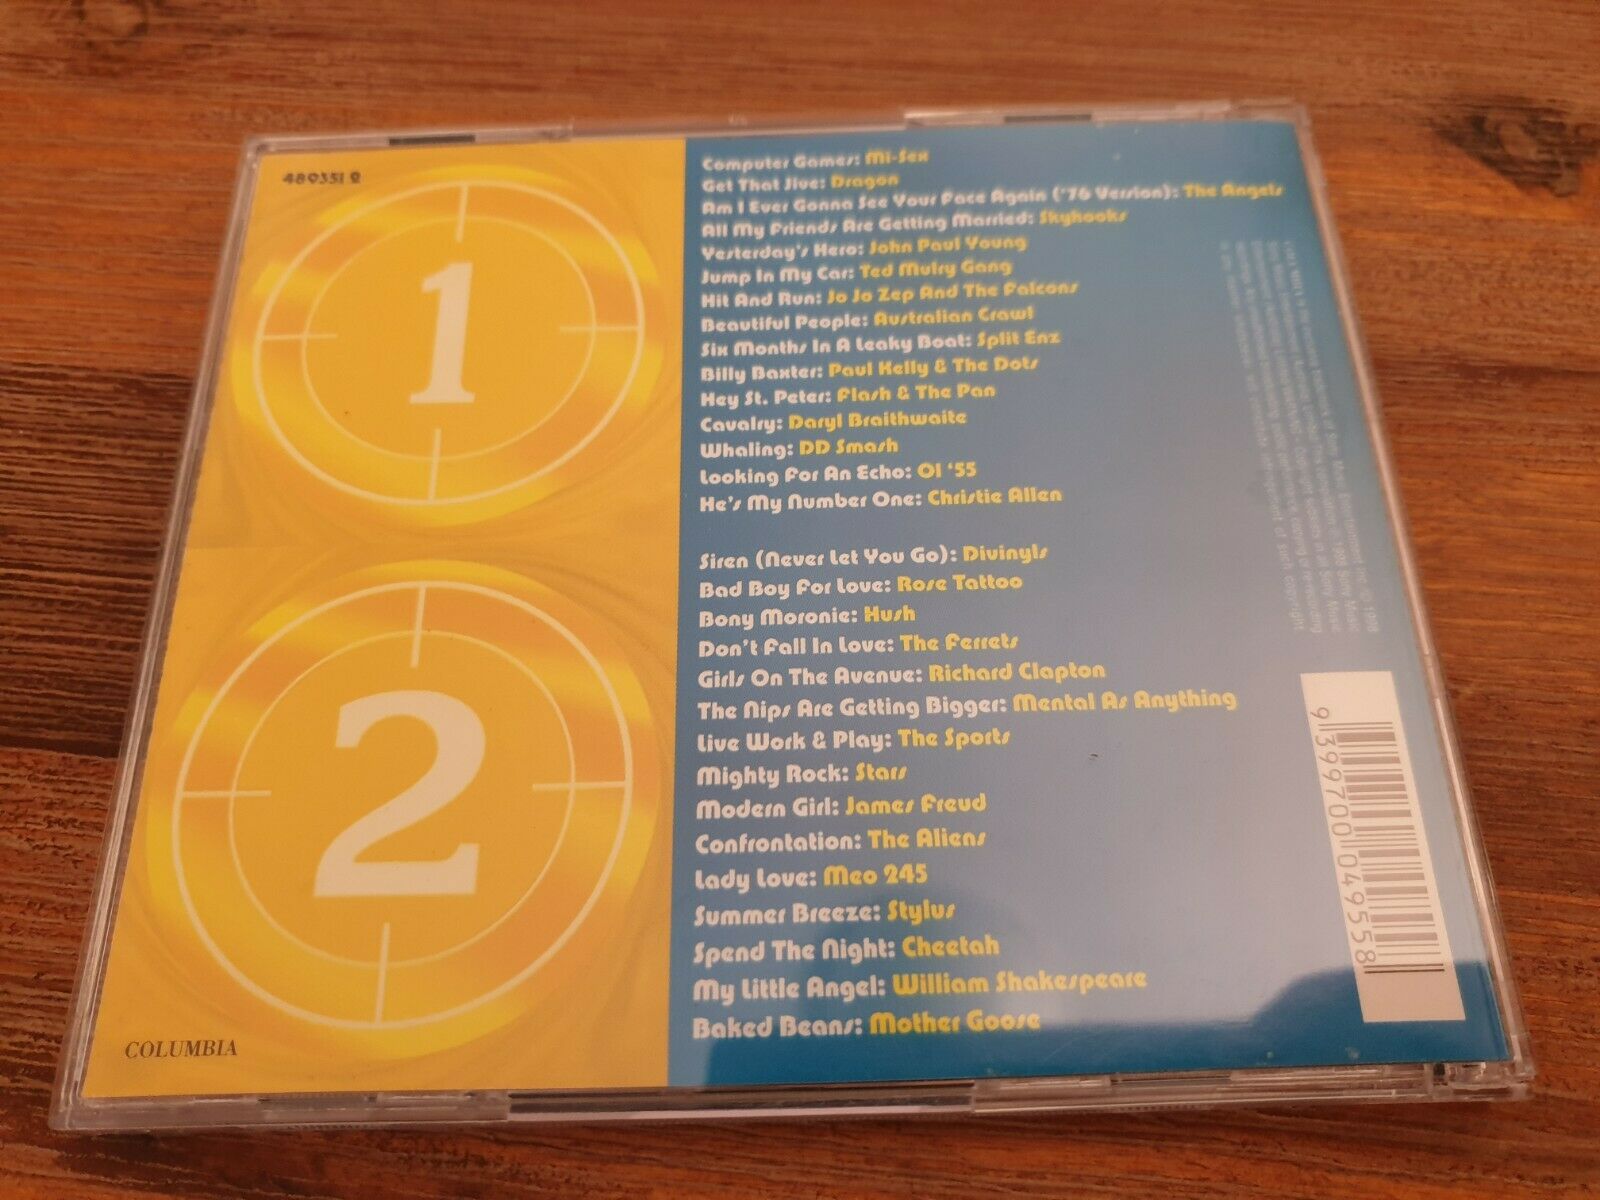 489351 2
1
Computer Games: Mi-Sex
Get That Jive: Dragon
Am I Ever Gonna See Your Face Again ('76 Version): The Angels
All My Friends Are Getting Married: Skyhooks
Yesterday's Hero: John Paul Young
Jump In My Car: Ted Mulry Gang
Hit And Run: Jo Jo Zep And The Falcons
Beautiful People: Australian Crawl
Six Months In A Leaky Boat: Split Enz
Billy Baxter: Paul Kelly & The Dots
Hey St. Peter: Flash & The Pan
Cavalry: Daryl Braithwaite
Whaling: DD Smash
Looking For An Echo: Ol '55
He's My Number One: Christie Allen
2
Siren (Never Let You Go): Divinyls
Bad Boy For Love: Rose Tattoo
Bony Moronie: Hush
Don't Fall In Love: The Ferrets
Girls On The Avenue: Richard Clapton
The Nips Are Getting Bigger: Mental As Anything
Live Work & Play: The Sports
Mighty Rock: Stars
Modern Girl: James Freud
Confrontation: The Aliens
Lady Love: Meo 245
Summer Breeze: Stylus
Spend The Night: Cheetah
My Little Angel: William Shakespeare
Baked Beans: Mother Goose
COLUMBIA
9 399700 049558